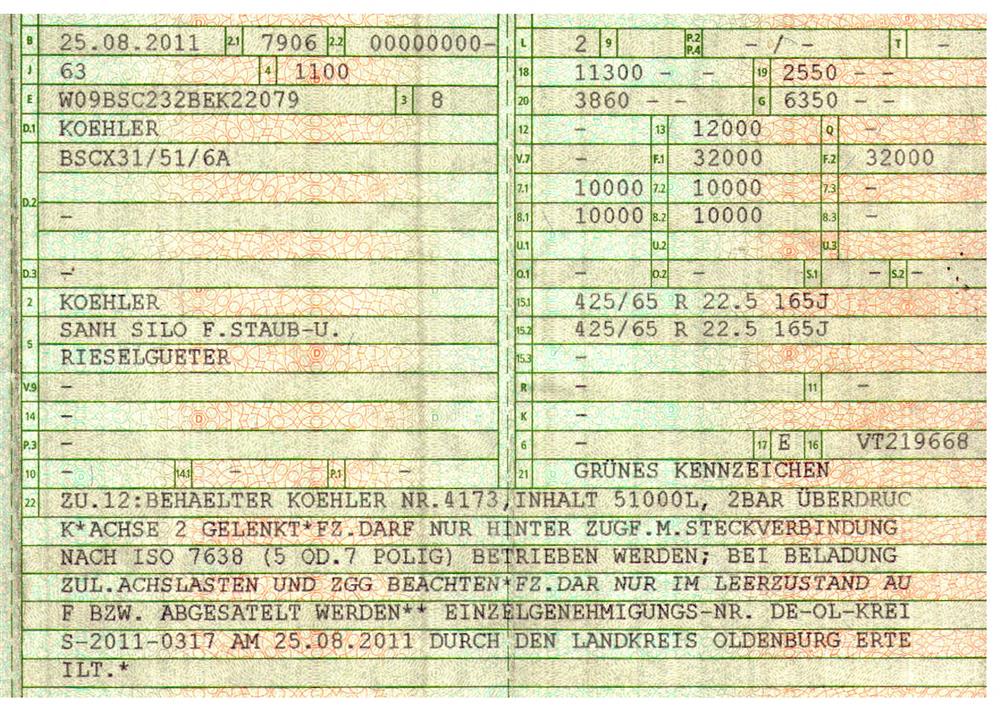 B 25.08.2011 2.1 7906 2.2 00000000-
J 63 4 1100
E W09BSC232BEK22079 3 8
D.1 KOEHLER
BSCX31/51/6A
D.2
-
D.3 -
2 KOEHLER
SANH SILO F.STAUB-U.
5
RIESELGUETER
V.9 -
14 -
P.3 -
10 - 14.1 - P.1 -
L 2 9 P.2 P.4 - / - T -
18 11300 - - 19 2550 - -
20 3860 - - G 6350 - -
12 - 13 12000 Q -
V.7 - F.1 32000 F.2 32000
7.1 10000 7.2 10000 7.3 -
8.1 10000 8.2 10000 8.3 -
U.1 U.2 - U.3
O.1 - O.2 - S.1 - S.2 -
15.1 425/65 R 22.5 165J
15.2 425/65 R 22.5 165J
15.3 -
R - 11 -
K -
6 - 17 E 16 VT219668
21 GRÜNES KENNZEICHEN
22 ZU.12:BEHAELTER KOEHLER NR.4173,INHALT 51000L, 2BAR ÜBERDRUC
K*ACHSE 2 GELENKT*FZ.DARF NUR HINTER ZUGF.M.STECKVERBINDUNG
NACH ISO 7638 (5 OD.7 POLIG) BETRIEBEN WERDEN; BEI BELADUNG
ZUL.ACHSLASTEN UND ZGG BEACHTEN*FZ.DAR NUR IM LEERZUSTAND AU
F BZW. ABGESATELT WERDEN** EINZELGENEHMIGUNGS-NR. DE-OL-KREI
S-2011-0317 AM 25.08.2011 DURCH DEN LANDKREIS OLDENBURG ERTE
ILT.*